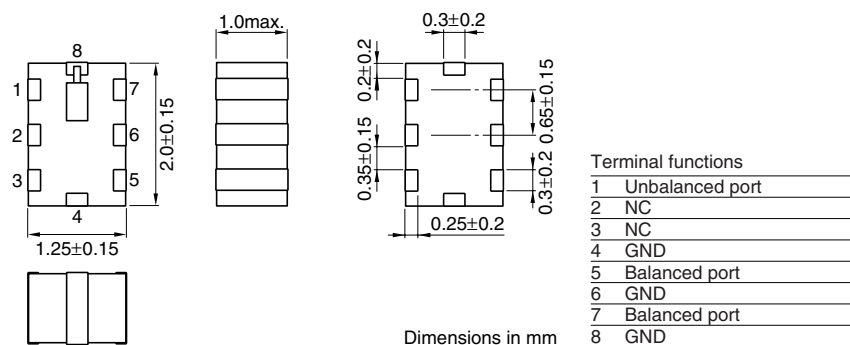 1.0max.
0.3±0.2
8
0.2±0.2
1
7
0.65±0.15
2
6
2.0±0.15
0.35±0.15
3
5
0.3±0.2
4
0.25±0.2
1.25±0.15
Terminal functions
1 Unbalanced port
2 NC
3 NC
4 GND
5 Balanced port
6 GND
7 Balanced port
8 GND
Dimensions in mm